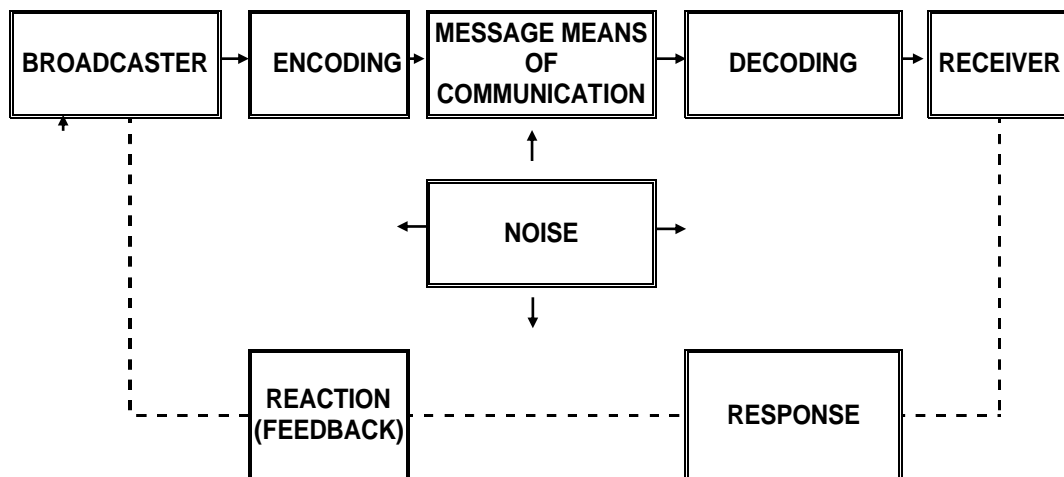 BROADCASTER
ENCODING
MESSAGE MEANS
OF
COMMUNICATION
DECODING
RECEIVER
NOISE
REACTION
(FEEDBACK)
RESPONSE